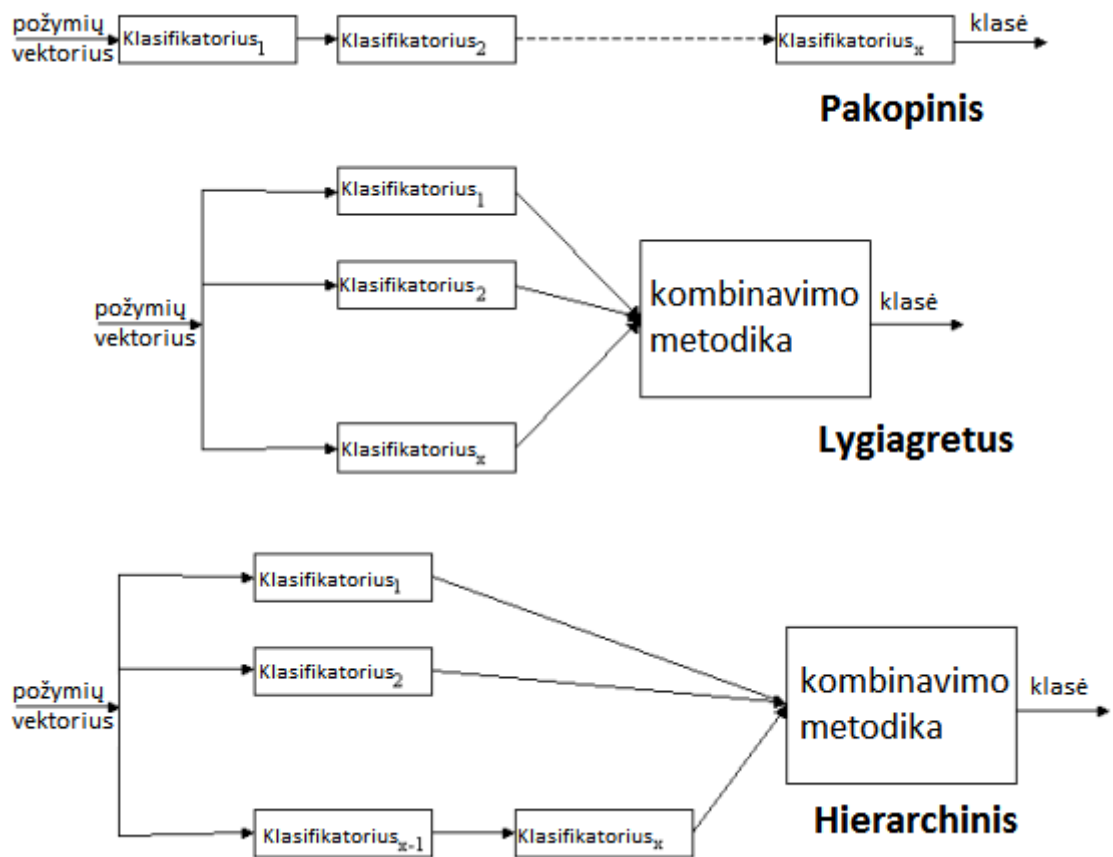 požymių
vektorius
Klasifikatorius1
Klasifikatorius2
Klasifikatoriusx
klasė
Pakopinis
požymių
vektorius
Klasifikatorius1
Klasifikatorius2
Klasifikatoriusx
kombinavimo
metodika
klasė
Lygiagretus
požymių
vektorius
Klasifikatorius1
Klasifikatorius2
Klasifikatoriusx-1
Klasifikatoriusx
kombinavimo
metodika
klasė
Hierarchinis